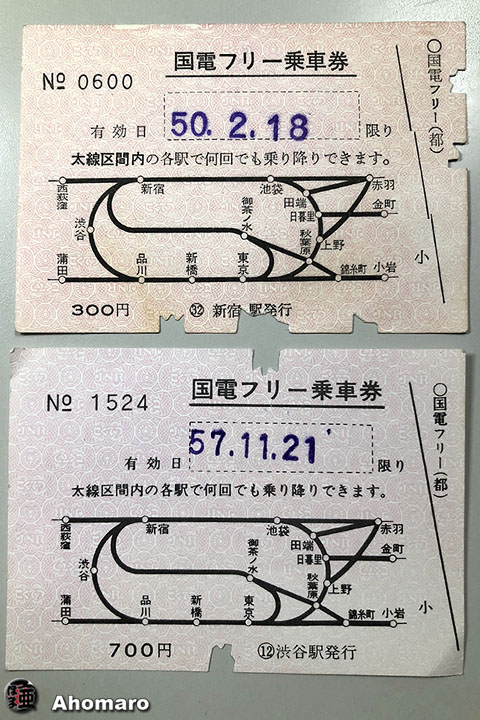 国電フリー乗車券
№ 0600
有効日 50. 2. 18 限り
太線区間内の各駅で何回でも乗り降りできます。
西荻窪 新宿 池袋 赤羽
田端
日暮里 金町
御茶ノ水
渋谷 秋葉原 上野
蒲田 品川 新橋 東京 錦糸町 小岩
300円 ㉜ 新宿駅発行
〇国電フリー(都)
小
国電フリー乗車券
№ 1524
有効日 57.11.21 限り
太線区間内の各駅で何回でも乗り降りできます。
西荻窪 新宿 池袋 赤羽
田端
日暮里 金町
御茶ノ水
渋谷 秋葉原 上野
蒲田 品川 新橋 東京 錦糸町 小岩
700円 ⑫渋谷駅発行
〇国電フリー(都)
小
Ahomaro